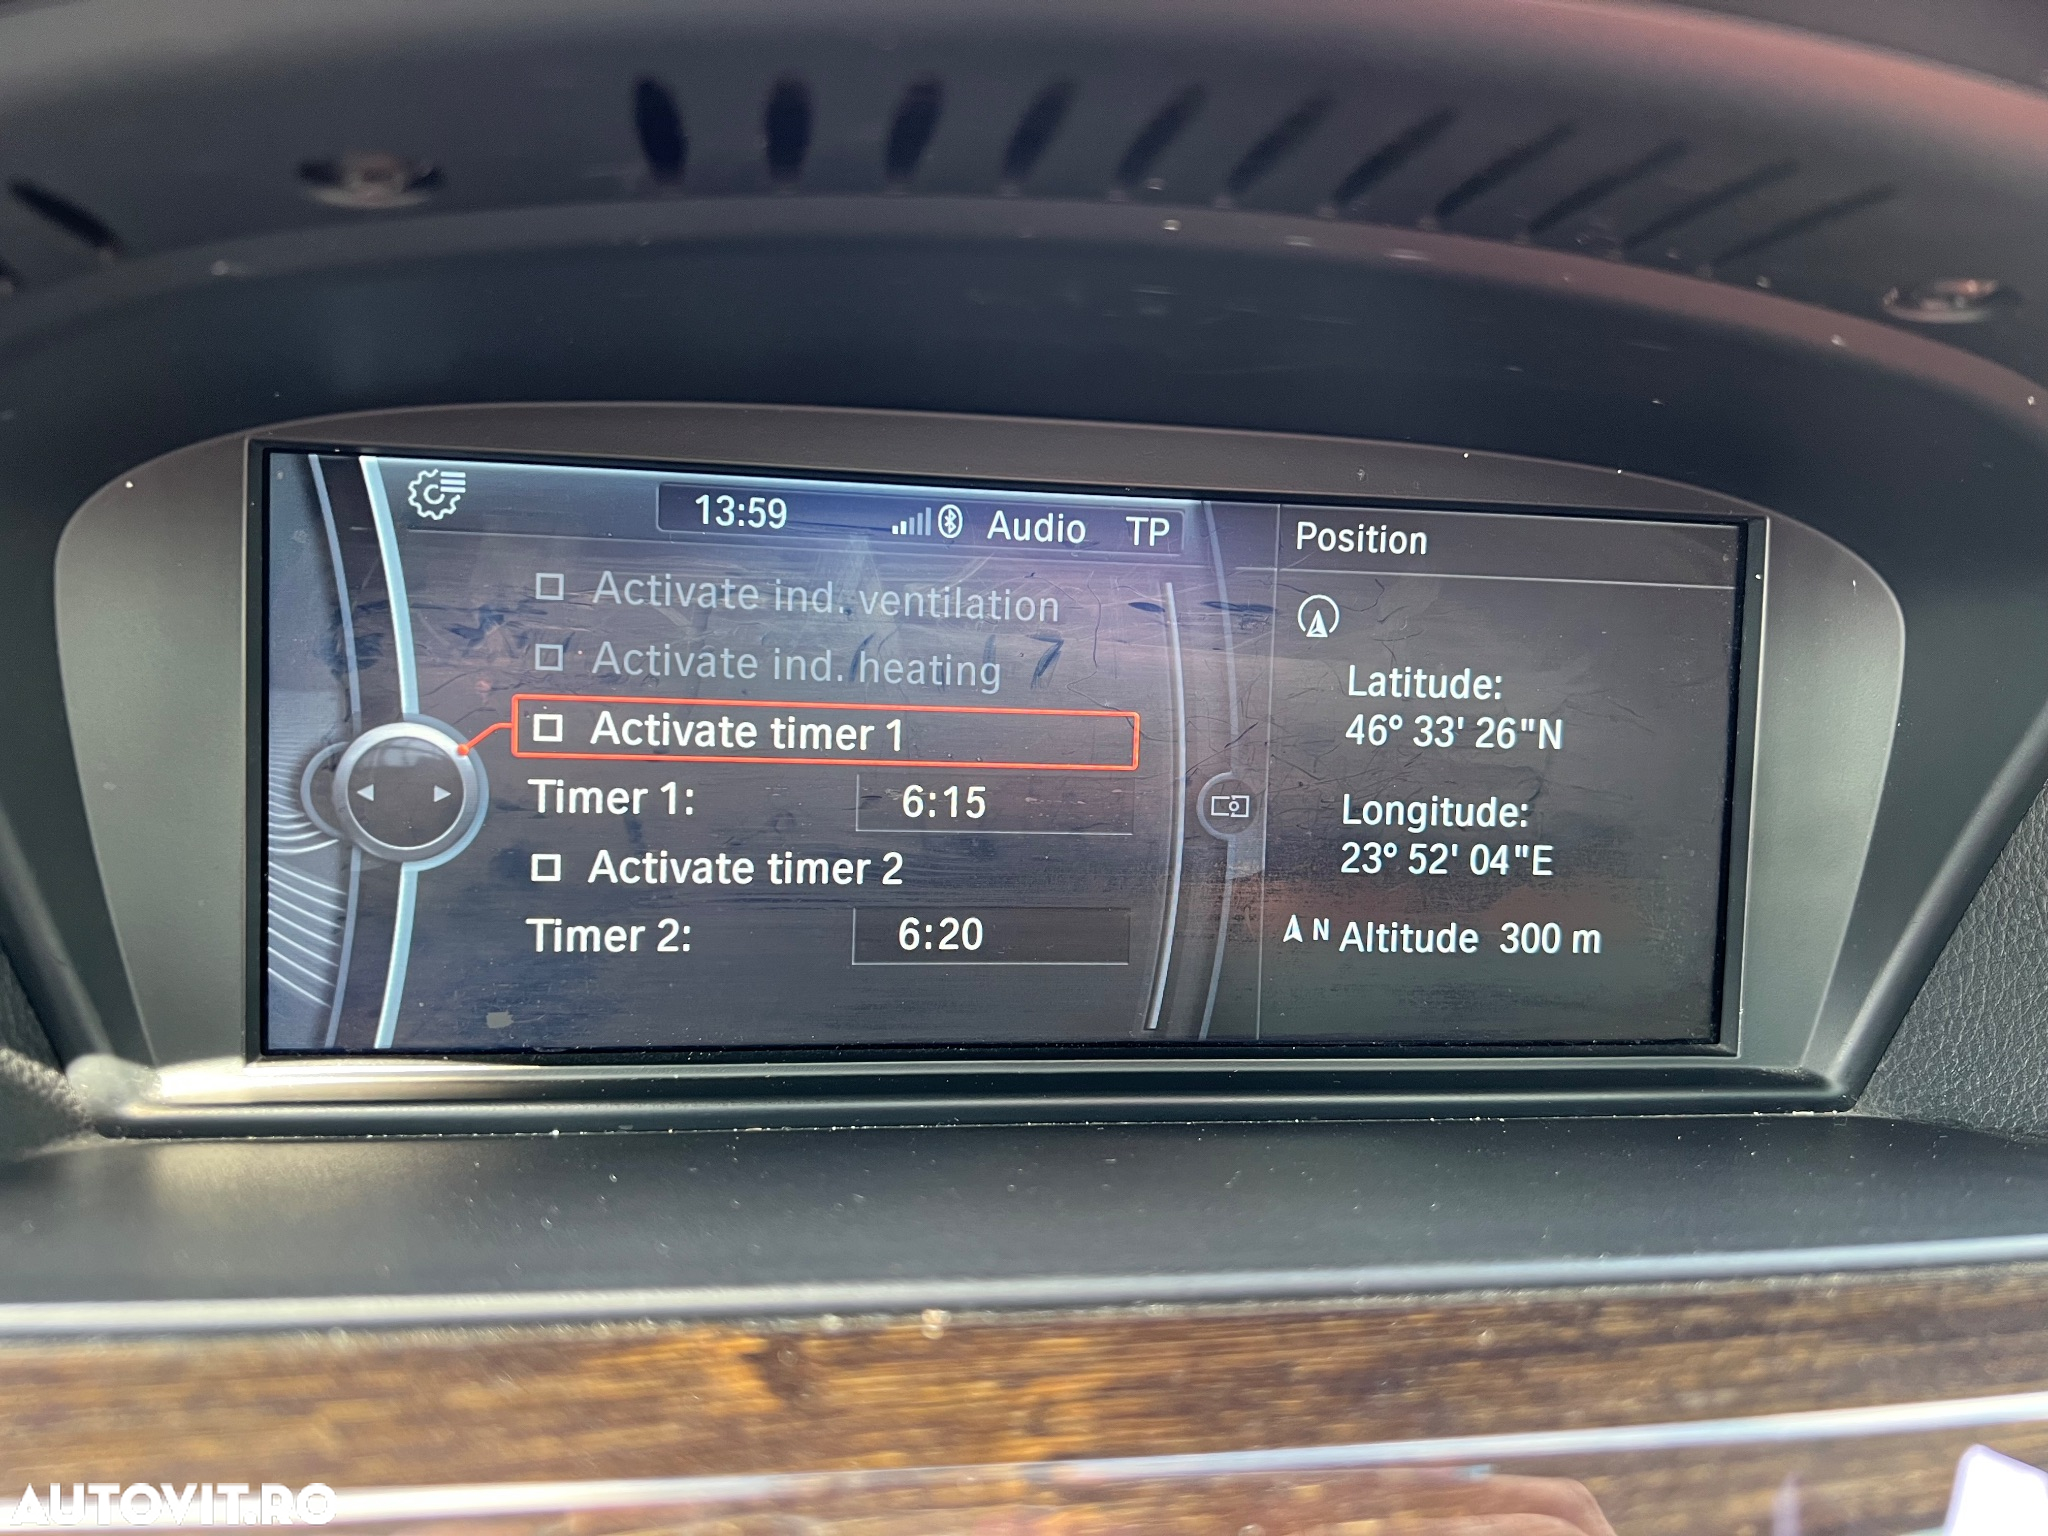 13:59 Audio TP
Activate ind. ventilation
Activate ind. heating
Activate timer 1
Timer 1: 6:15
Activate timer 2
Timer 2: 6:20
Position
Latitude:
46° 33' 26"N
Longitude:
23° 52' 04"E
N Altitude 300 m
AUTOVIT.RO